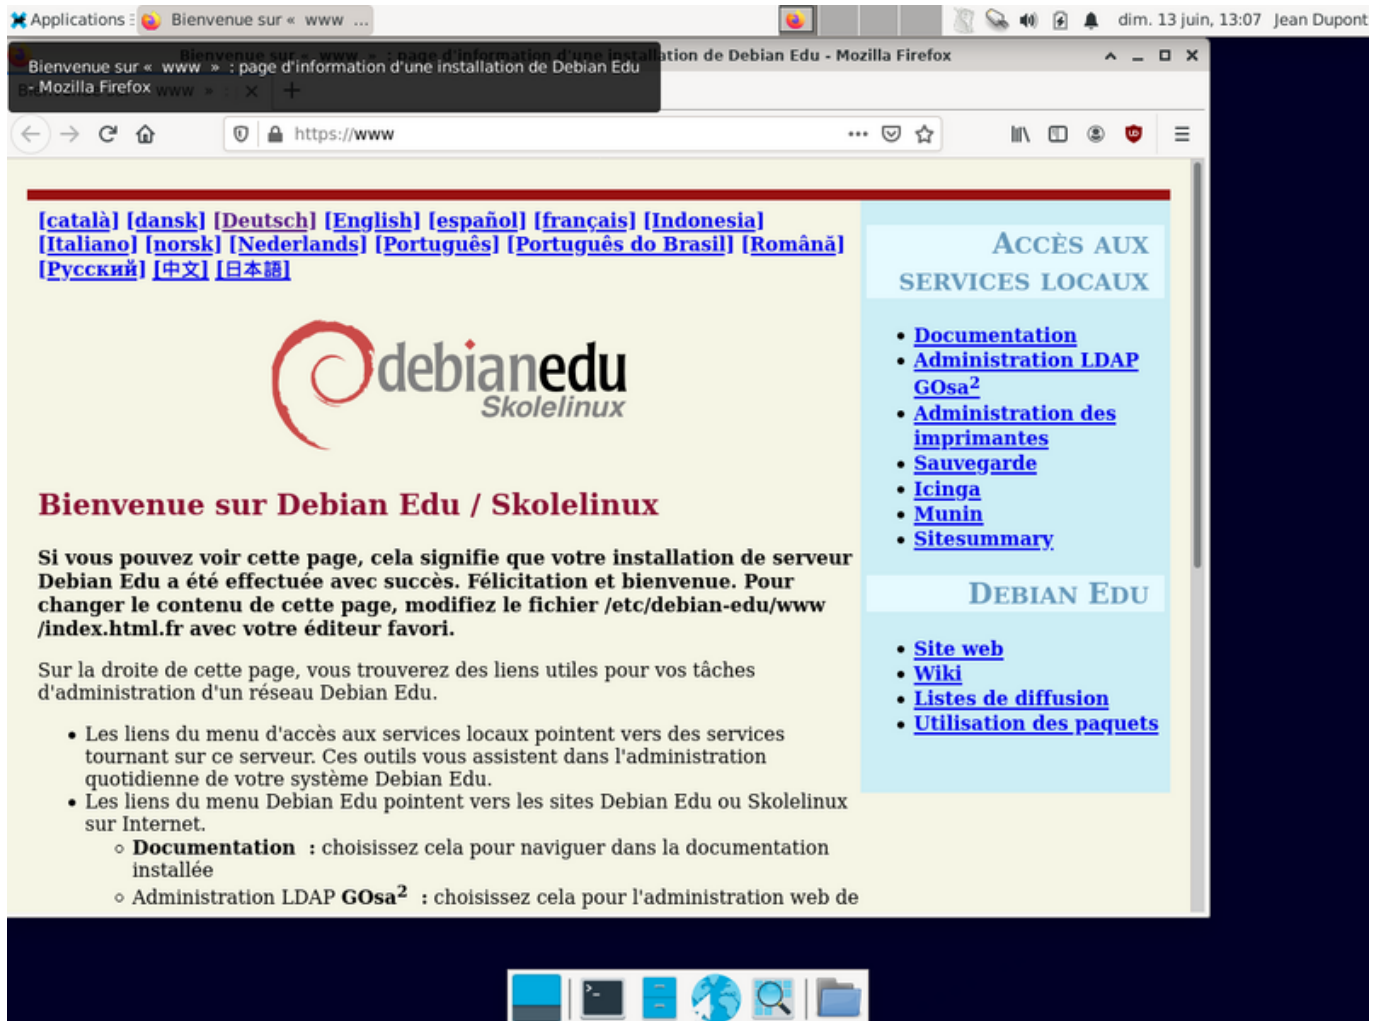 Applications
Bienvenue sur « www ...
dim. 13 juin, 13:07
Jean Dupont
Bienvenue sur « www » : page d'information d'une installation de Debian Edu - Mozilla Firefox
Bienvenue sur « www » : page d'information d'une installation de Debian Edu
- Mozilla Firefox
https://www
[català] [dansk] [Deutsch] [English] [español] [français] [Indonesia]
[Italiano] [norsk] [Nederlands] [Português] [Português do Brasil] [Română]
[Русский] [中文] [日本語]
debianedu
Skolelinux
Bienvenue sur Debian Edu / Skolelinux
Si vous pouvez voir cette page, cela signifie que votre installation de serveur
Debian Edu a été effectuée avec succès. Félicitation et bienvenue. Pour
changer le contenu de cette page, modifiez le fichier /etc/debian-edu/www
/index.html.fr avec votre éditeur favori.
Sur la droite de cette page, vous trouverez des liens utiles pour vos tâches
d'administration d'un réseau Debian Edu.
• Les liens du menu d'accès aux services locaux pointent vers des services
tournant sur ce serveur. Ces outils vous assistent dans l'administration
quotidienne de votre système Debian Edu.
• Les liens du menu Debian Edu pointent vers les sites Debian Edu ou Skolelinux
sur Internet.
◦ Documentation : choisissez cela pour naviguer dans la documentation
installée
◦ Administration LDAP GOsa² : choisissez cela pour l'administration web de
Accès aux
services locaux
• Documentation
• Administration LDAP
GOsa²
• Administration des
imprimantes
• Sauvegarde
• Icinga
• Munin
• Sitesummary
Debian Edu
• Site web
• Wiki
• Listes de diffusion
• Utilisation des paquets